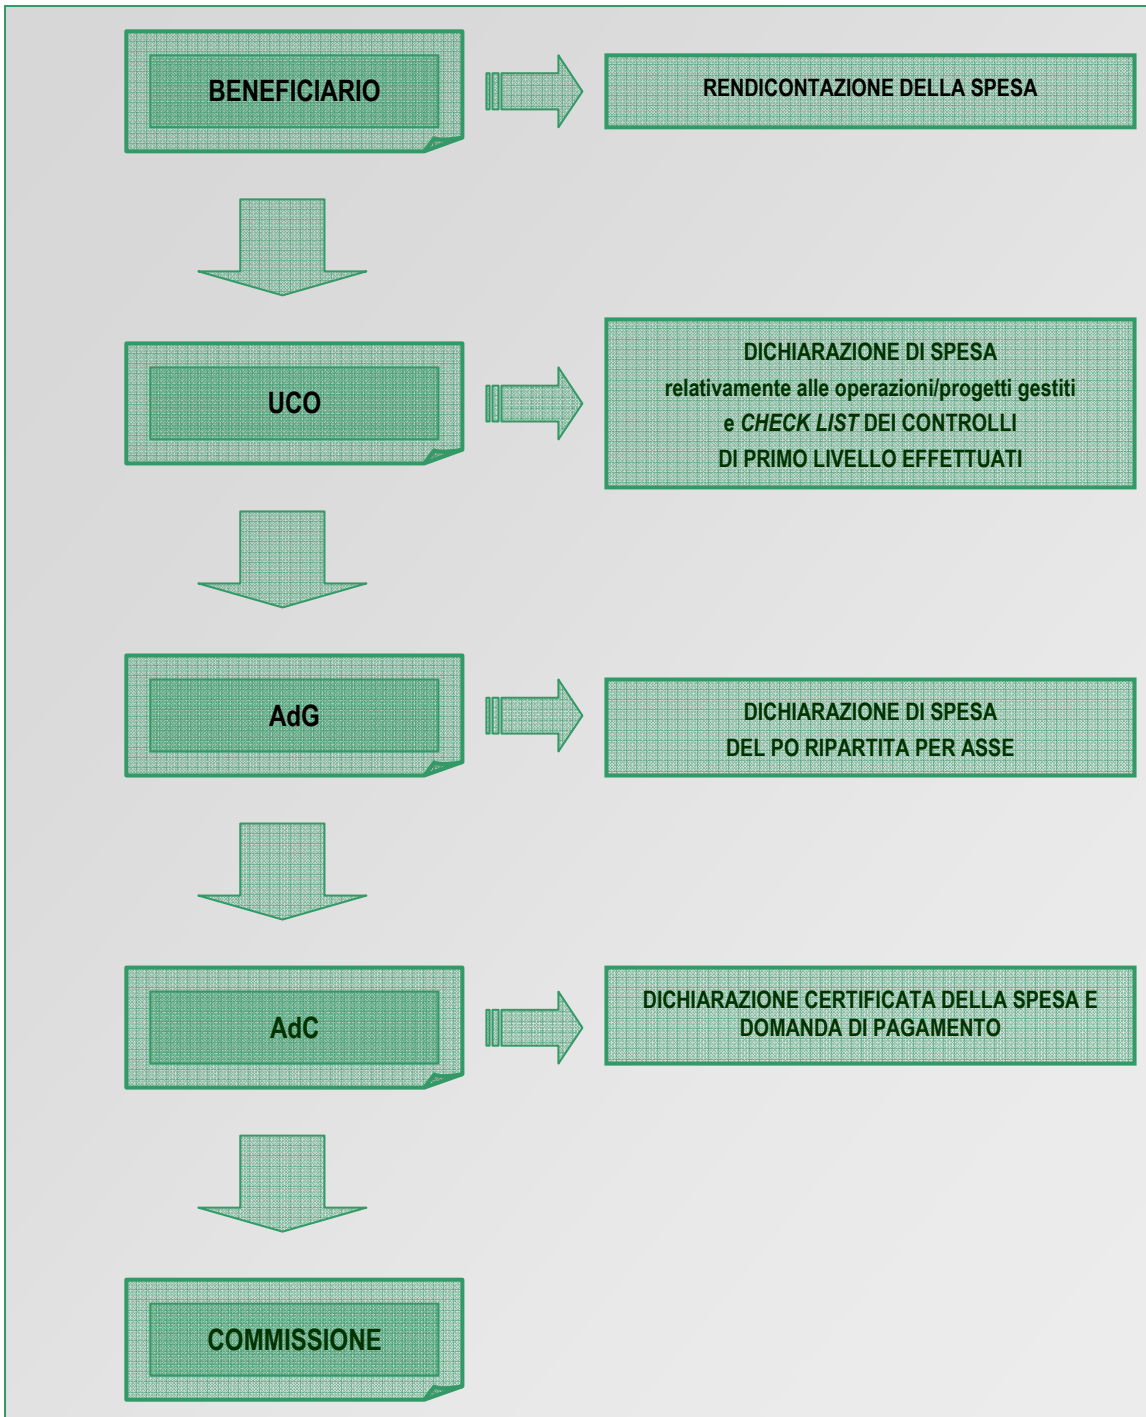 BENEFICIARIO
RENDICONTAZIONE DELLA SPESA
UCO
DICHIARAZIONE DI SPESA
relativamente alle operazioni/progetti gestiti
e CHECK LIST DEI CONTROLLI
DI PRIMO LIVELLO EFFETTUATI
AdG
DICHIARAZIONE DI SPESA
DEL PO RIPARTITA PER ASSE
AdC
DICHIARAZIONE CERTIFICATA DELLA SPESA E
DOMANDA DI PAGAMENTO
COMMISSIONE